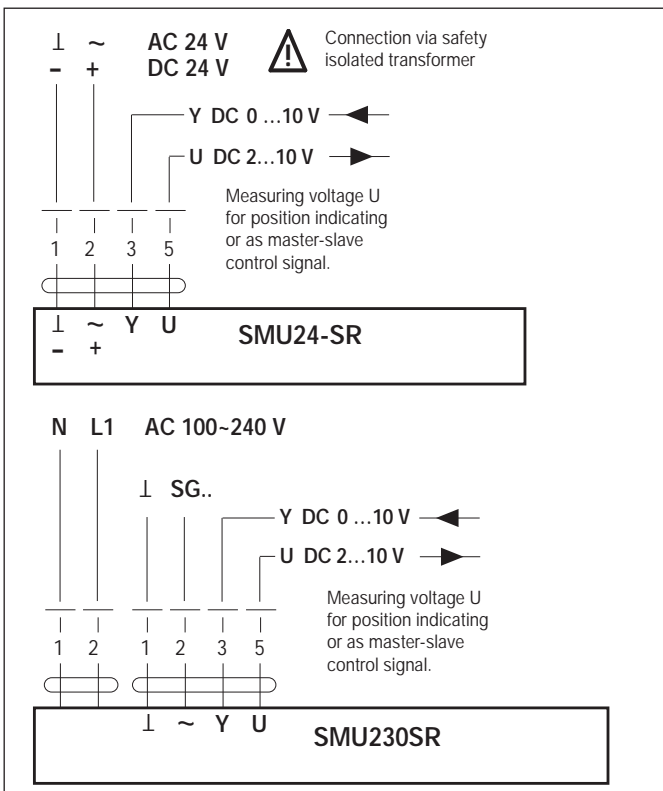 ⊥ ~ AC 24 V
– + DC 24 V
Connection via safety
isolated transformer
Y DC 0 ...10 V
U DC 2...10 V
Measuring voltage U
for position indicating
or as master-slave
control signal.
1 2 3 5
⊥ ~ Y U
– +
SMU24-SR
N L1 AC 100~240 V
⊥ SG..
Y DC 0 ...10 V
U DC 2...10 V
Measuring voltage U
for position indicating
or as master-slave
control signal.
1 2 1 2 3 5
⊥ ~ Y U
SMU230SR